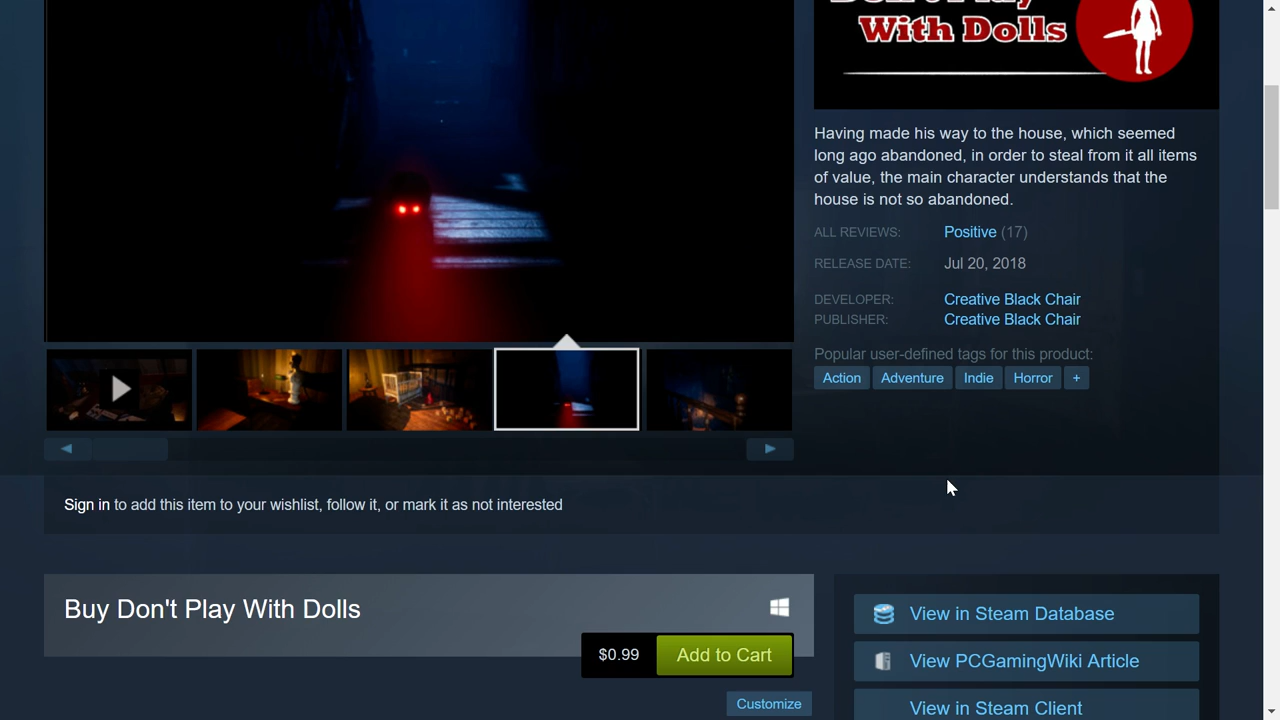 With Dolls
Having made his way to the house, which seemed
long ago abandoned, in order to steal from it all items
of value, the main character understands that the
house is not so abandoned.
ALL REVIEWS: Positive (17)
RELEASE DATE: Jul 20, 2018
DEVELOPER: Creative Black Chair
PUBLISHER: Creative Black Chair
Popular user-defined tags for this product:
Action Adventure Indie Horror +
Sign in to add this item to your wishlist, follow it, or mark it as not interested
Buy Don't Play With Dolls
$0.99 Add to Cart
Customize
View in Steam Database
View PCGamingWiki Article
View in Steam Client